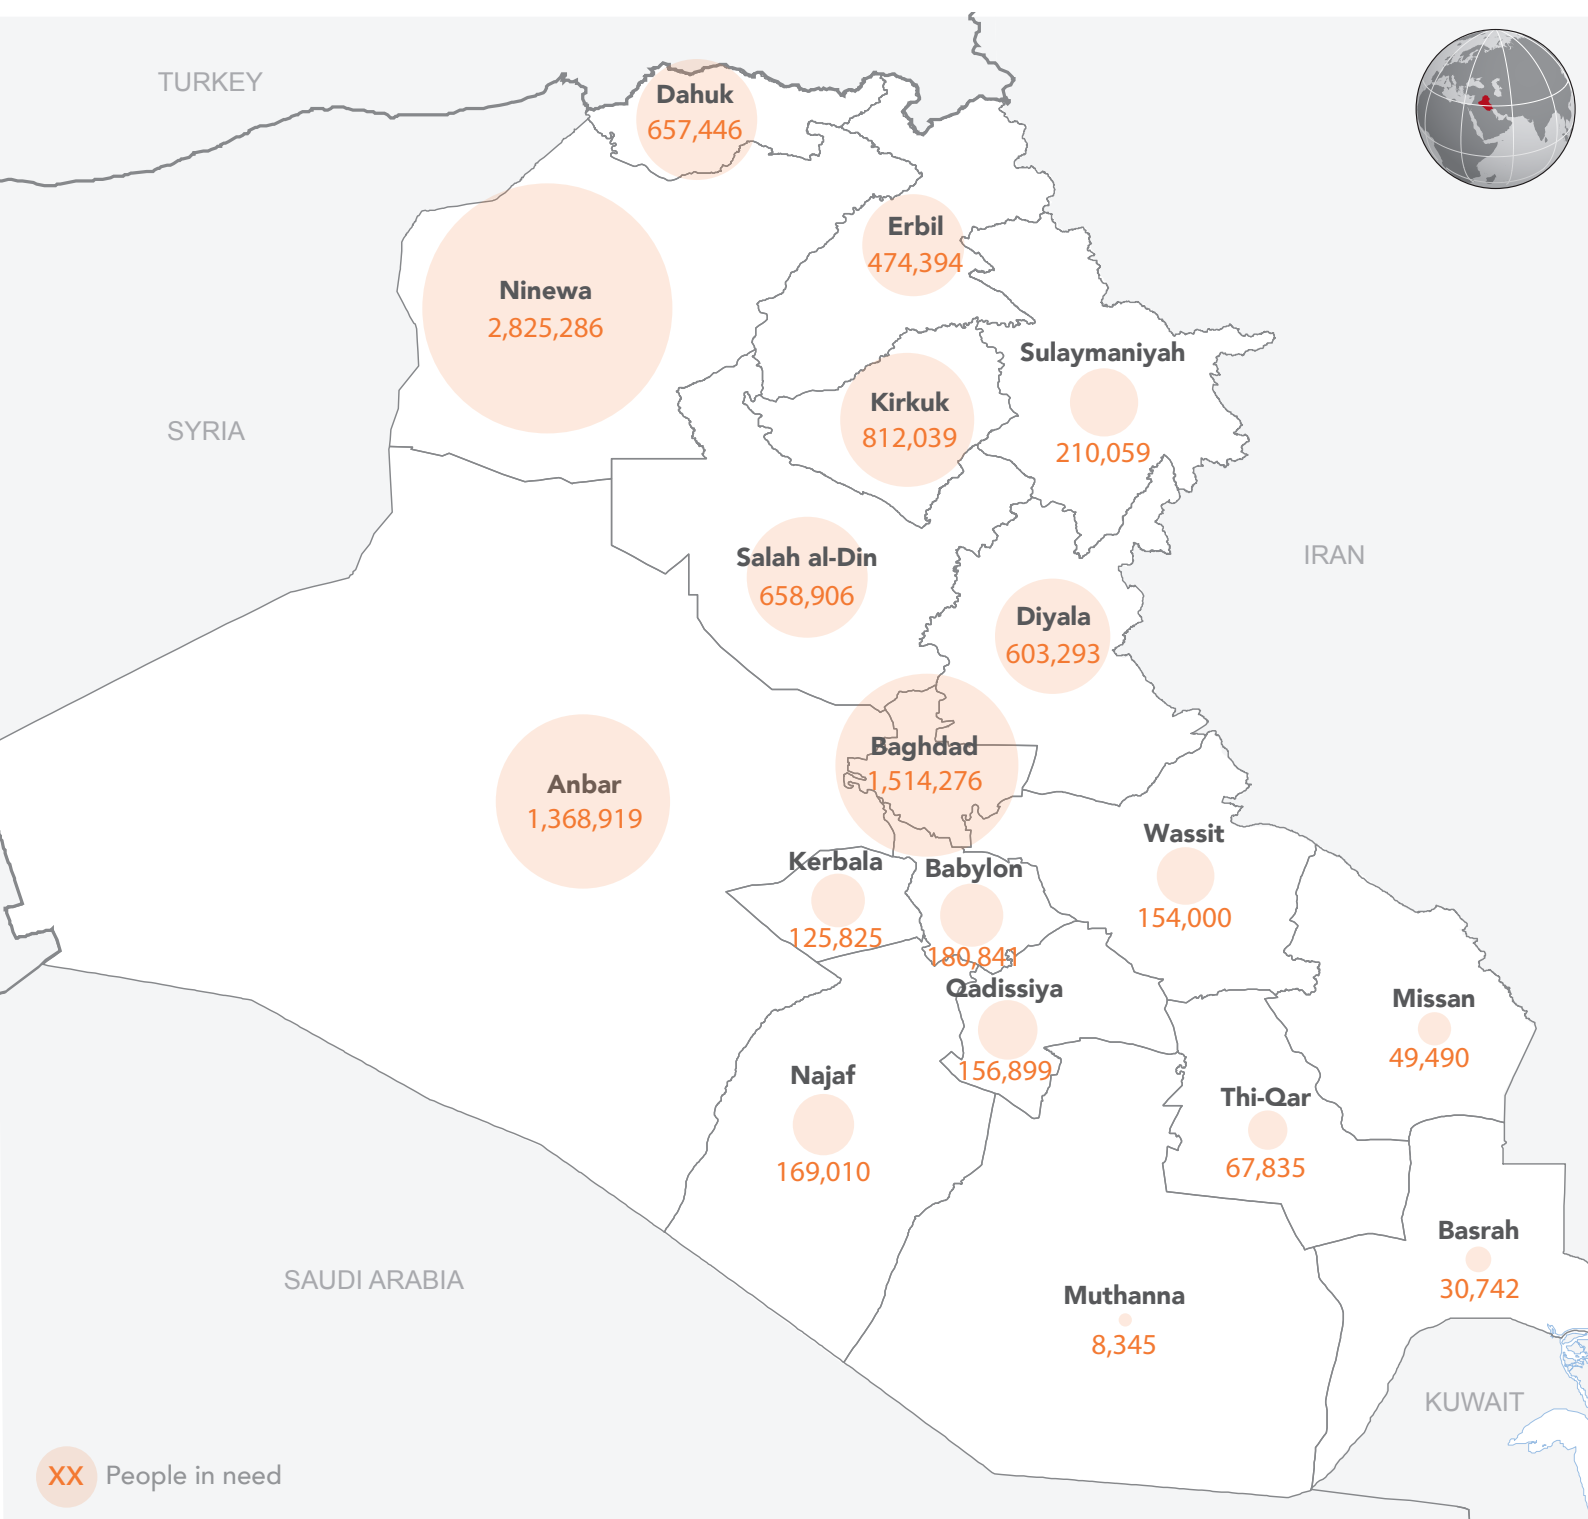 TURKEY
Dahuk
657,446
Erbil
474,394
Ninewa
2,825,286
Sulaymaniyah
210,059
Kirkuk
812,039
SYRIA
IRAN
Salah al-Din
658,906
Diyala
603,293
Baghdad
1,514,276
Anbar
1,368,919
Wassit
154,000
Kerbala
125,825
Babylon
180,841
Qadissiya
156,899
Missan
49,490
Najaf
169,010
Thi-Qar
67,835
Basrah
30,742
SAUDI ARABIA
Muthanna
8,345
KUWAIT
XX People in need